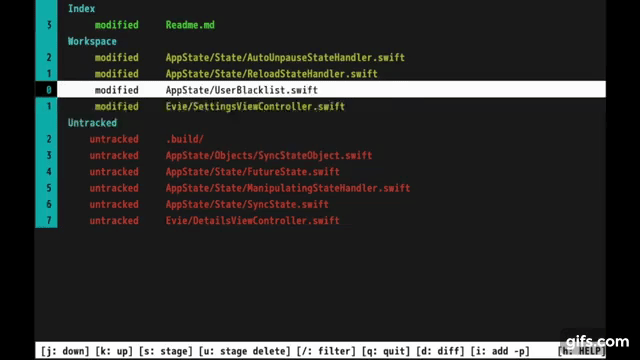 Index
3 modified Readme.md
Workspace
2 modified AppState/State/AutoUnpauseStateHandler.swift
1 modified AppState/State/ReloadStateHandler.swift
0 modified AppState/UserBlacklist.swift
1 modified Evie/SettingsViewController.swift
Untracked
2 untracked .build/
3 untracked AppState/Objects/SyncStateObject.swift
4 untracked AppState/State/FutureState.swift
5 untracked AppState/State/ManipulatingStateHandler.swift
6 untracked AppState/State/SyncState.swift
7 untracked Evie/DetailsViewController.swift
gifs.com
[j: down] [k: up] [s: stage] [u: stage delete] [/: filter] [q: quit] [d: diff] [i: add -p] [h: HELP]